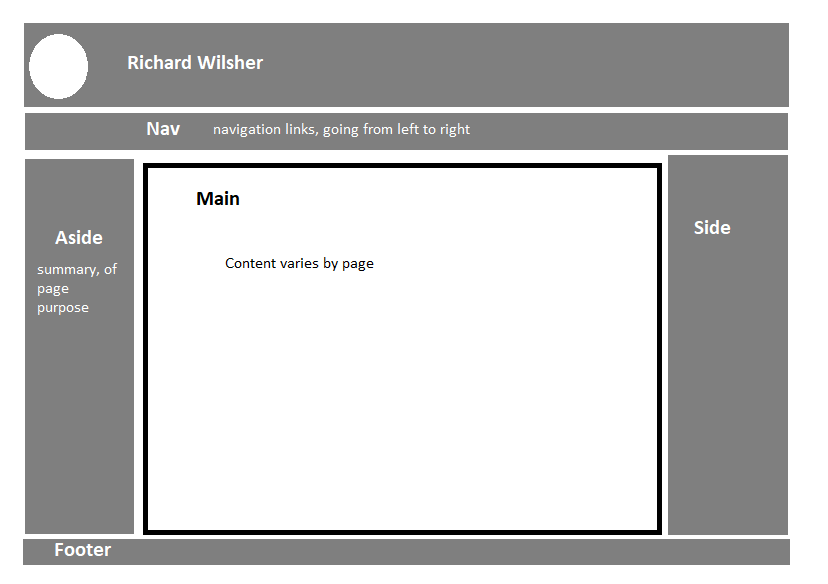 Richard Wilsher
Nav navigation links, going from left to right
Aside
summary, of
page
purpose
Main
Content varies by page
Side
Footer